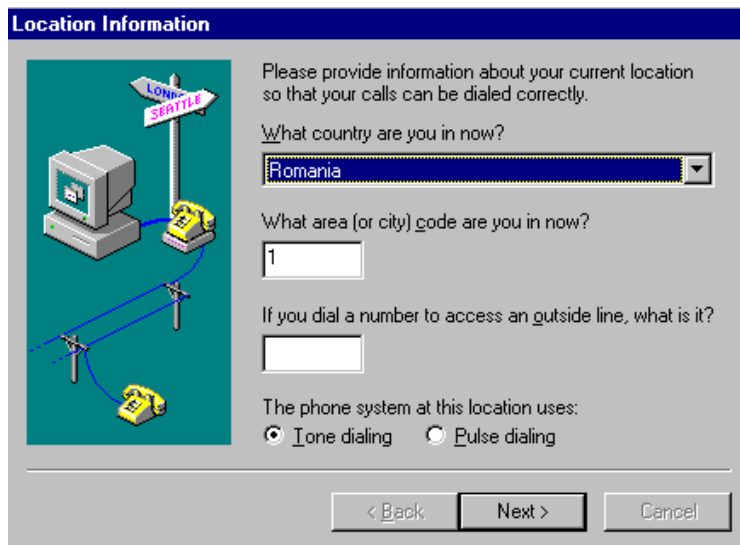 Location Information
LONDON
SEATTLE
Please provide information about your current location
so that your calls can be dialed correctly.
What country are you in now?
Romania
What area (or city) code are you in now?
1
If you dial a number to access an outside line, what is it?
The phone system at this location uses:
Tone dialing Pulse dialing
< Back Next > Cancel